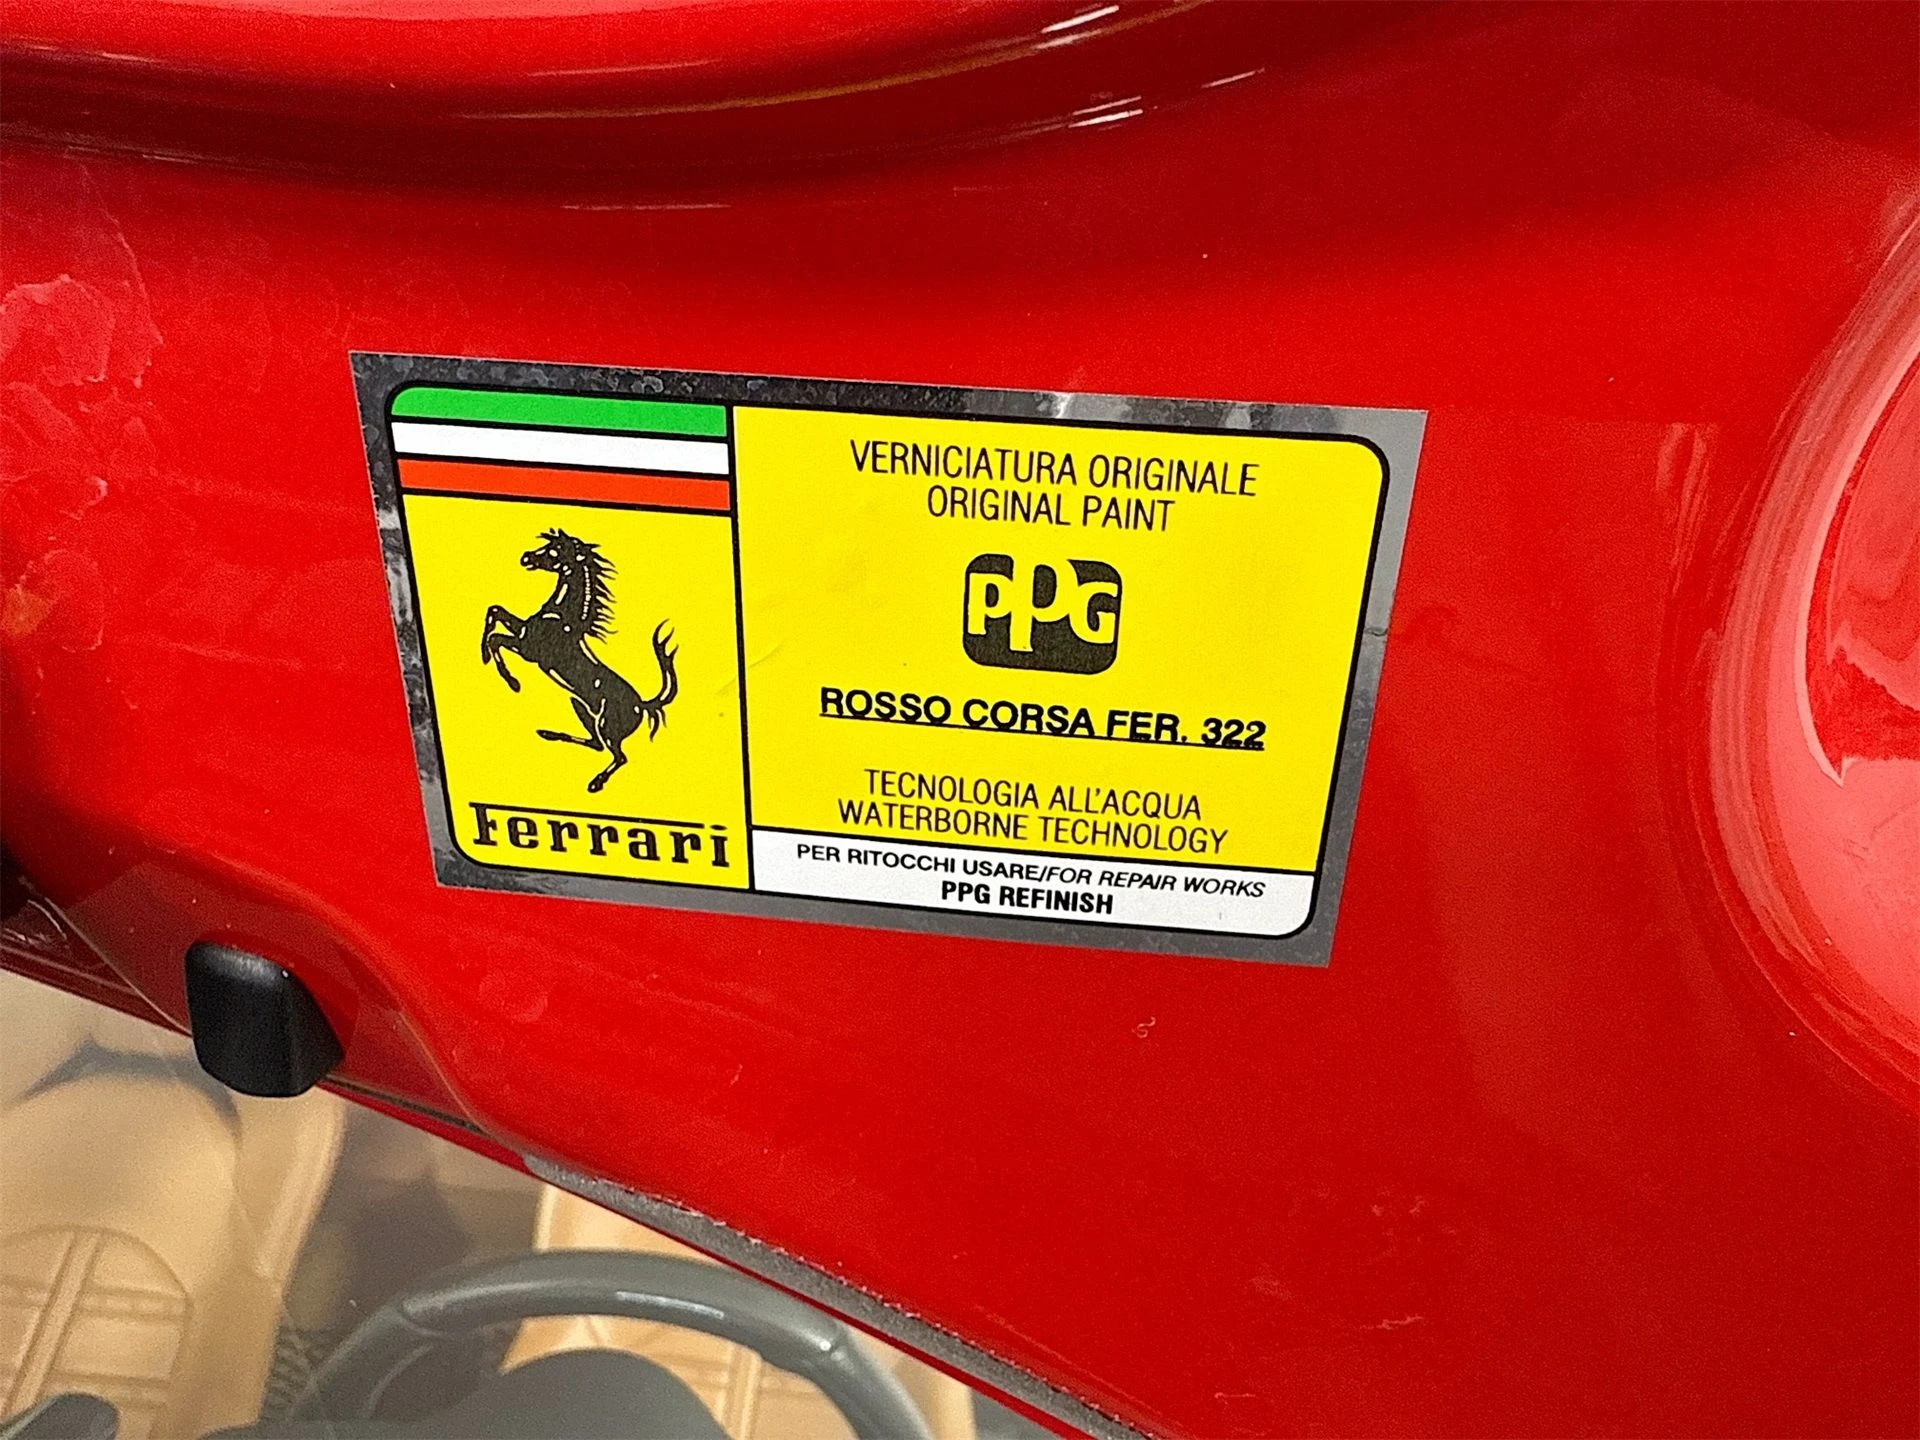 VERNICIATURA ORIGINALE
ORIGINAL PAINT
PPG
ROSSO CORSA FER. 322
TECNOLOGIA ALL'ACQUA
WATERBORNE TECHNOLOGY
Ferrari
PER RITOCCHI USARE/FOR REPAIR WORKS
PPG REFINISH